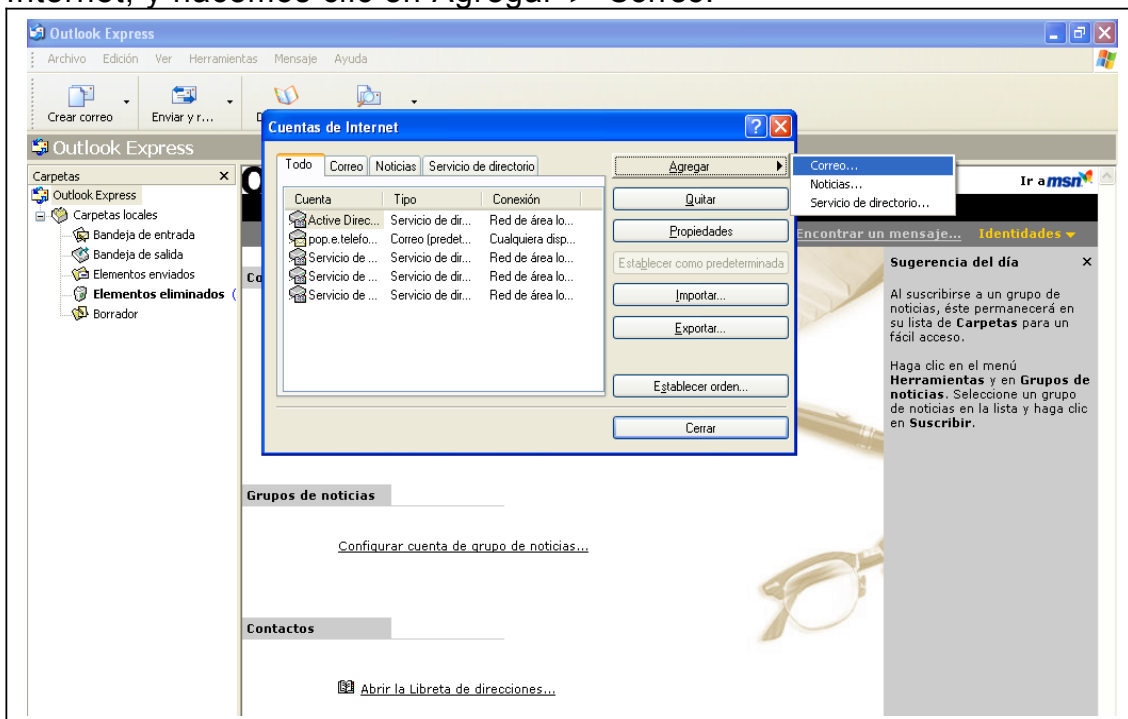 Internet, y hacemos clic en Agregar -> Correo.
Outlook Express
Archivo Edición Ver Herramientas Mensaje Ayuda
Crear correo Enviar y r...
Outlook Express
Carpetas
Outlook Express
Carpetas locales
Bandeja de entrada
Bandeja de salida
Elementos enviados
Elementos eliminados (
Borrador
Cuentas de Internet
Todo Correo Noticias Servicio de directorio
Cuenta Tipo Conexión
Active Direc... Servicio de dir... Red de área lo...
pop.e.telefo... Correo (predet... Cualquiera disp...
Servicio de ... Servicio de dir... Red de área lo...
Servicio de ... Servicio de dir... Red de área lo...
Servicio de ... Servicio de dir... Red de área lo...
Agregar
Quitar
Propiedades
Establecer como predeterminada
Importar...
Exportar...
Establecer orden...
Cerrar
Correo...
Noticias...
Servicio de directorio...
Ir a msn
Encontrar un mensaje... Identidades
Sugerencia del día
Al suscribirse a un grupo de
noticias, éste permanecerá en
su lista de Carpetas para un
fácil acceso.
Haga clic en el menú
Herramientas y en Grupos de
noticias. Seleccione un grupo
de noticias en la lista y haga clic
en Suscribir.
Grupos de noticias
Configurar cuenta de grupo de noticias...
Contactos
Abrir la Libreta de direcciones...